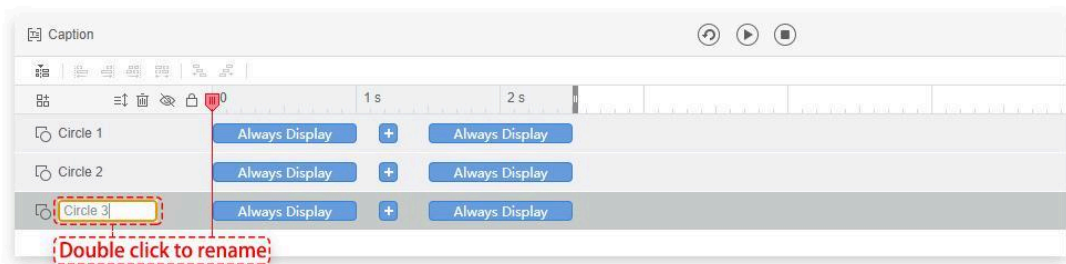 Caption
0 1 s 2 s
Circle 1 Always Display + Always Display
Circle 2 Always Display + Always Display
Circle 3 Always Display + Always Display
Double click to rename